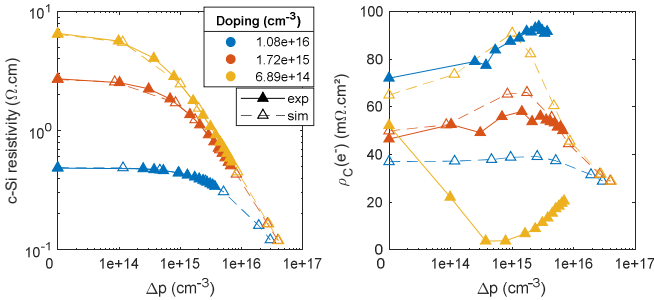 Doping (cm⁻³)
1.08e+16
1.72e+15
6.89e+14
exp
sim
c-Si resistivity (Ω.cm)
10¹
10⁰
10⁻¹
0 1e+14 1e+15 1e+16 1e+17
Δp (cm⁻³)
ρC(e⁻) (mΩ.cm²)
100
80
60
40
20
0
0 1e+14 1e+15 1e+16 1e+17
Δp (cm⁻³)